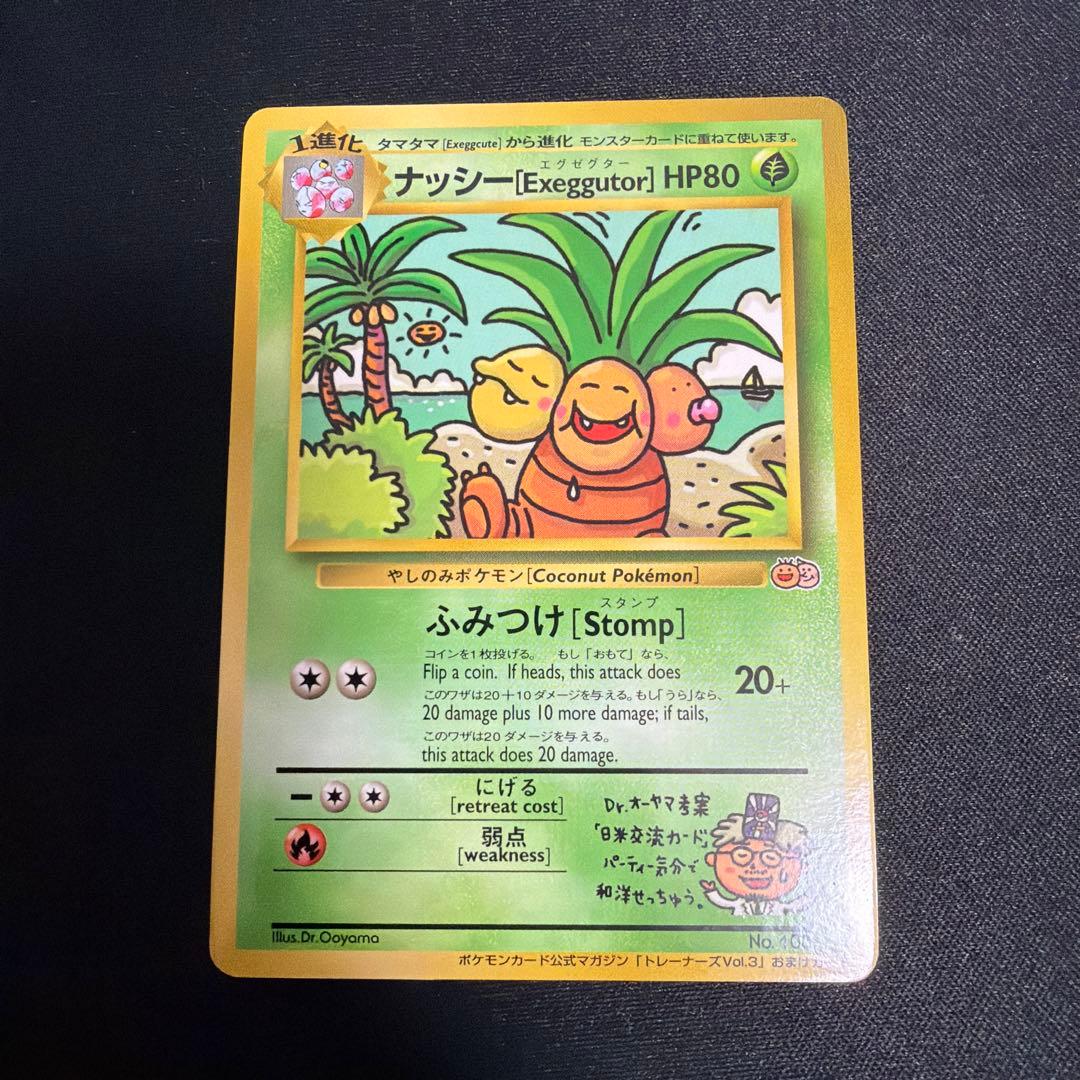 1進化
タマタマ[Exeggcute]から進化 モンスターカードに重ねて使います。
エグゼグター
ナッシー[Exeggutor] HP80
やしのみポケモン[Coconut Pokémon]
スタンプ
ふみつけ[Stomp]
コインを1枚投げる。 もし「おもて」なら、
Flip a coin. If heads, this attack does
このワザは20+10ダメージを与える。もし「うら」なら、
20 damage plus 10 more damage; if tails,
20+
このワザは20ダメージを与える。
this attack does 20 damage.
にげる
[retreat cost]
弱点
[weakness]
Dr.オーヤマ考案
「日米交流カード」
パーティー気分で
和洋せっちゅう。
Illus.Dr.Ooyama
No.
ポケモンカード公式マガジン「トレーナーズVol.3」おまけ